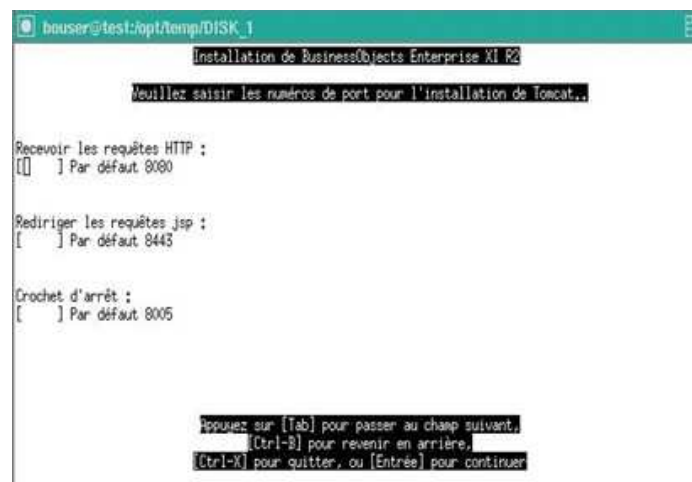 bouser@test:/opt/temp/DISK_1
Installation de BusinessObjects Enterprise XI R2
Veuillez saisir les numéros de port pour l'installation de Tomcat..
Recevoir les requêtes HTTP :
[ ] Par défaut 8080
Rediriger les requêtes jsp :
[ ] Par défaut 8443
Crochet d'arrêt :
[ ] Par défaut 8005
Appuyez sur [Tab] pour passer au champ suivant,
[Ctrl-B] pour revenir en arrière,
[Ctrl-X] pour quitter, ou [Entrée] pour continuer